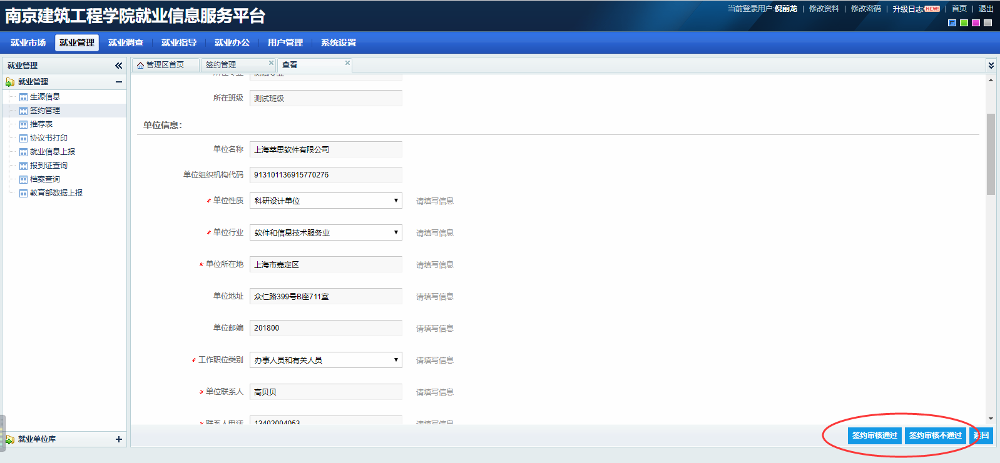 南京建筑工程学院就业信息服务平台
当前登录用户:倪前龙 | 修改资料 | 修改密码 | 升级日志 NEW! | 首页 | 退出
就业市场 就业管理 就业调查 就业指导 就业办公 用户管理 系统设置
就业管理
管理区首页 签约管理 查看
就业管理
生源信息
签约管理
推荐表
协议书打印
就业信息上报
报到证查询
档案查询
教育部数据上报
就业单位库
所在专业 测试专业
所在班级 测试班级
单位信息：
单位名称 上海萃思软件有限公司
单位组织机构代码 913101136915770276
* 单位性质 科研设计单位 请填写信息
* 单位行业 软件和信息技术服务业 请填写信息
* 单位所在地 上海市嘉定区 请填写信息
单位地址 众仁路399号B座711室 请填写信息
单位邮编 201800 请填写信息
* 工作职位类别 办事人员和有关人员 请填写信息
* 单位联系人 高贝贝 请填写信息
* 联系人电话 13402004053 请填写信息
签约审核通过 签约审核不通过 返回